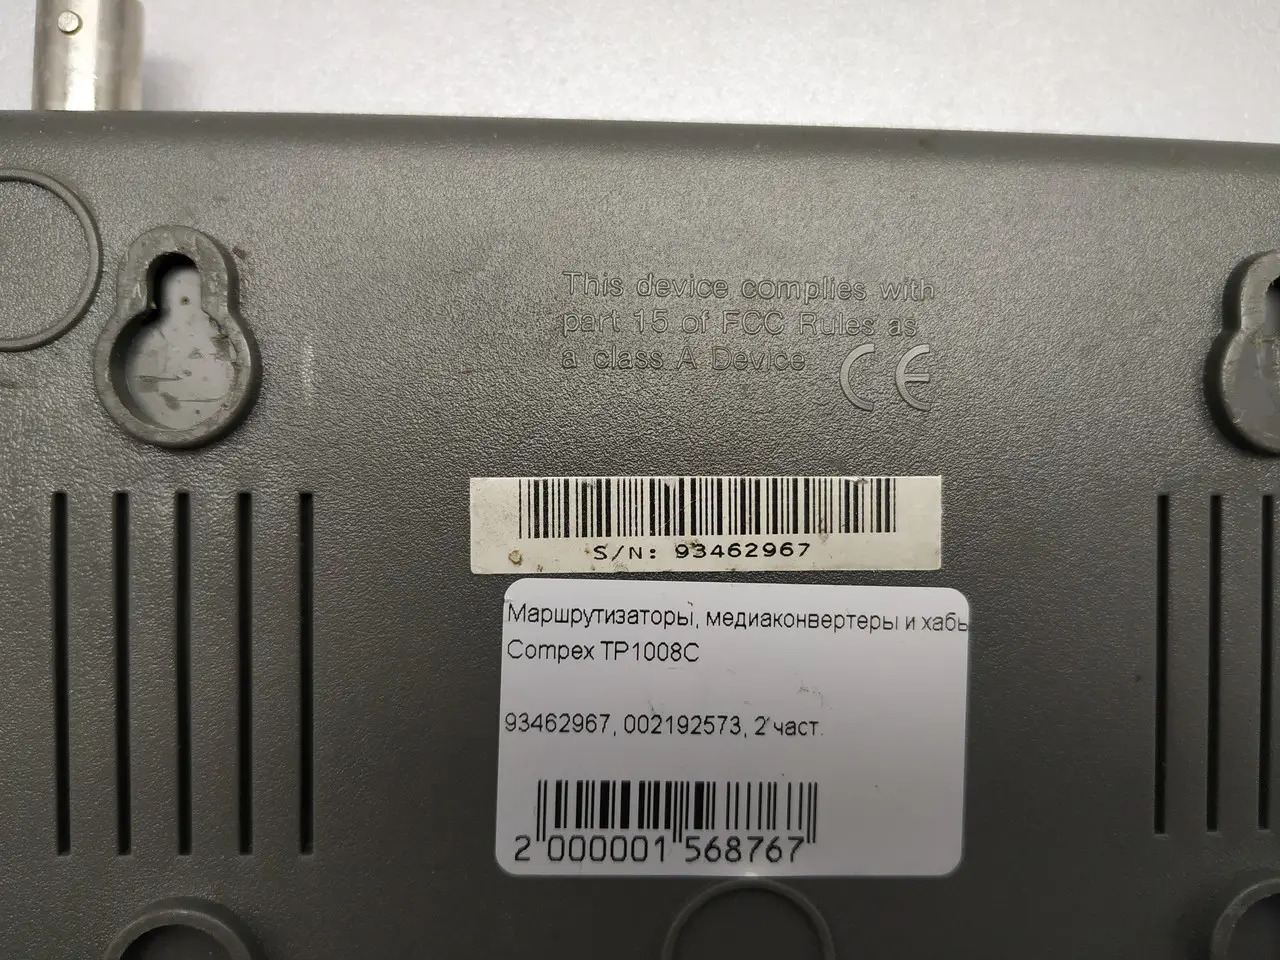 This device complies with
part 15 of FCC Rules as
a class A Device CE
S/N: 93462967
Маршрутизаторы, медиаконвертеры и хабы
Compex TP1008C
93462967, 002192573, 2 част.
2 000001 568767